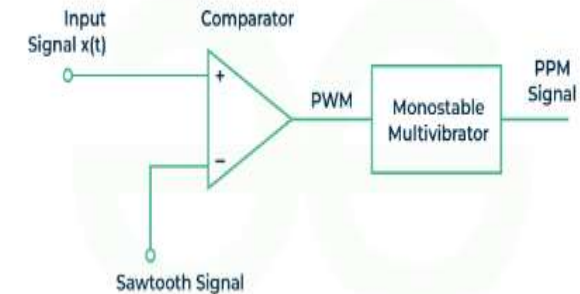 Input
Signal x(t)
Comparator
+
PWM
Monostable
Multivibrator
PPM
Signal
−
Sawtooth Signal